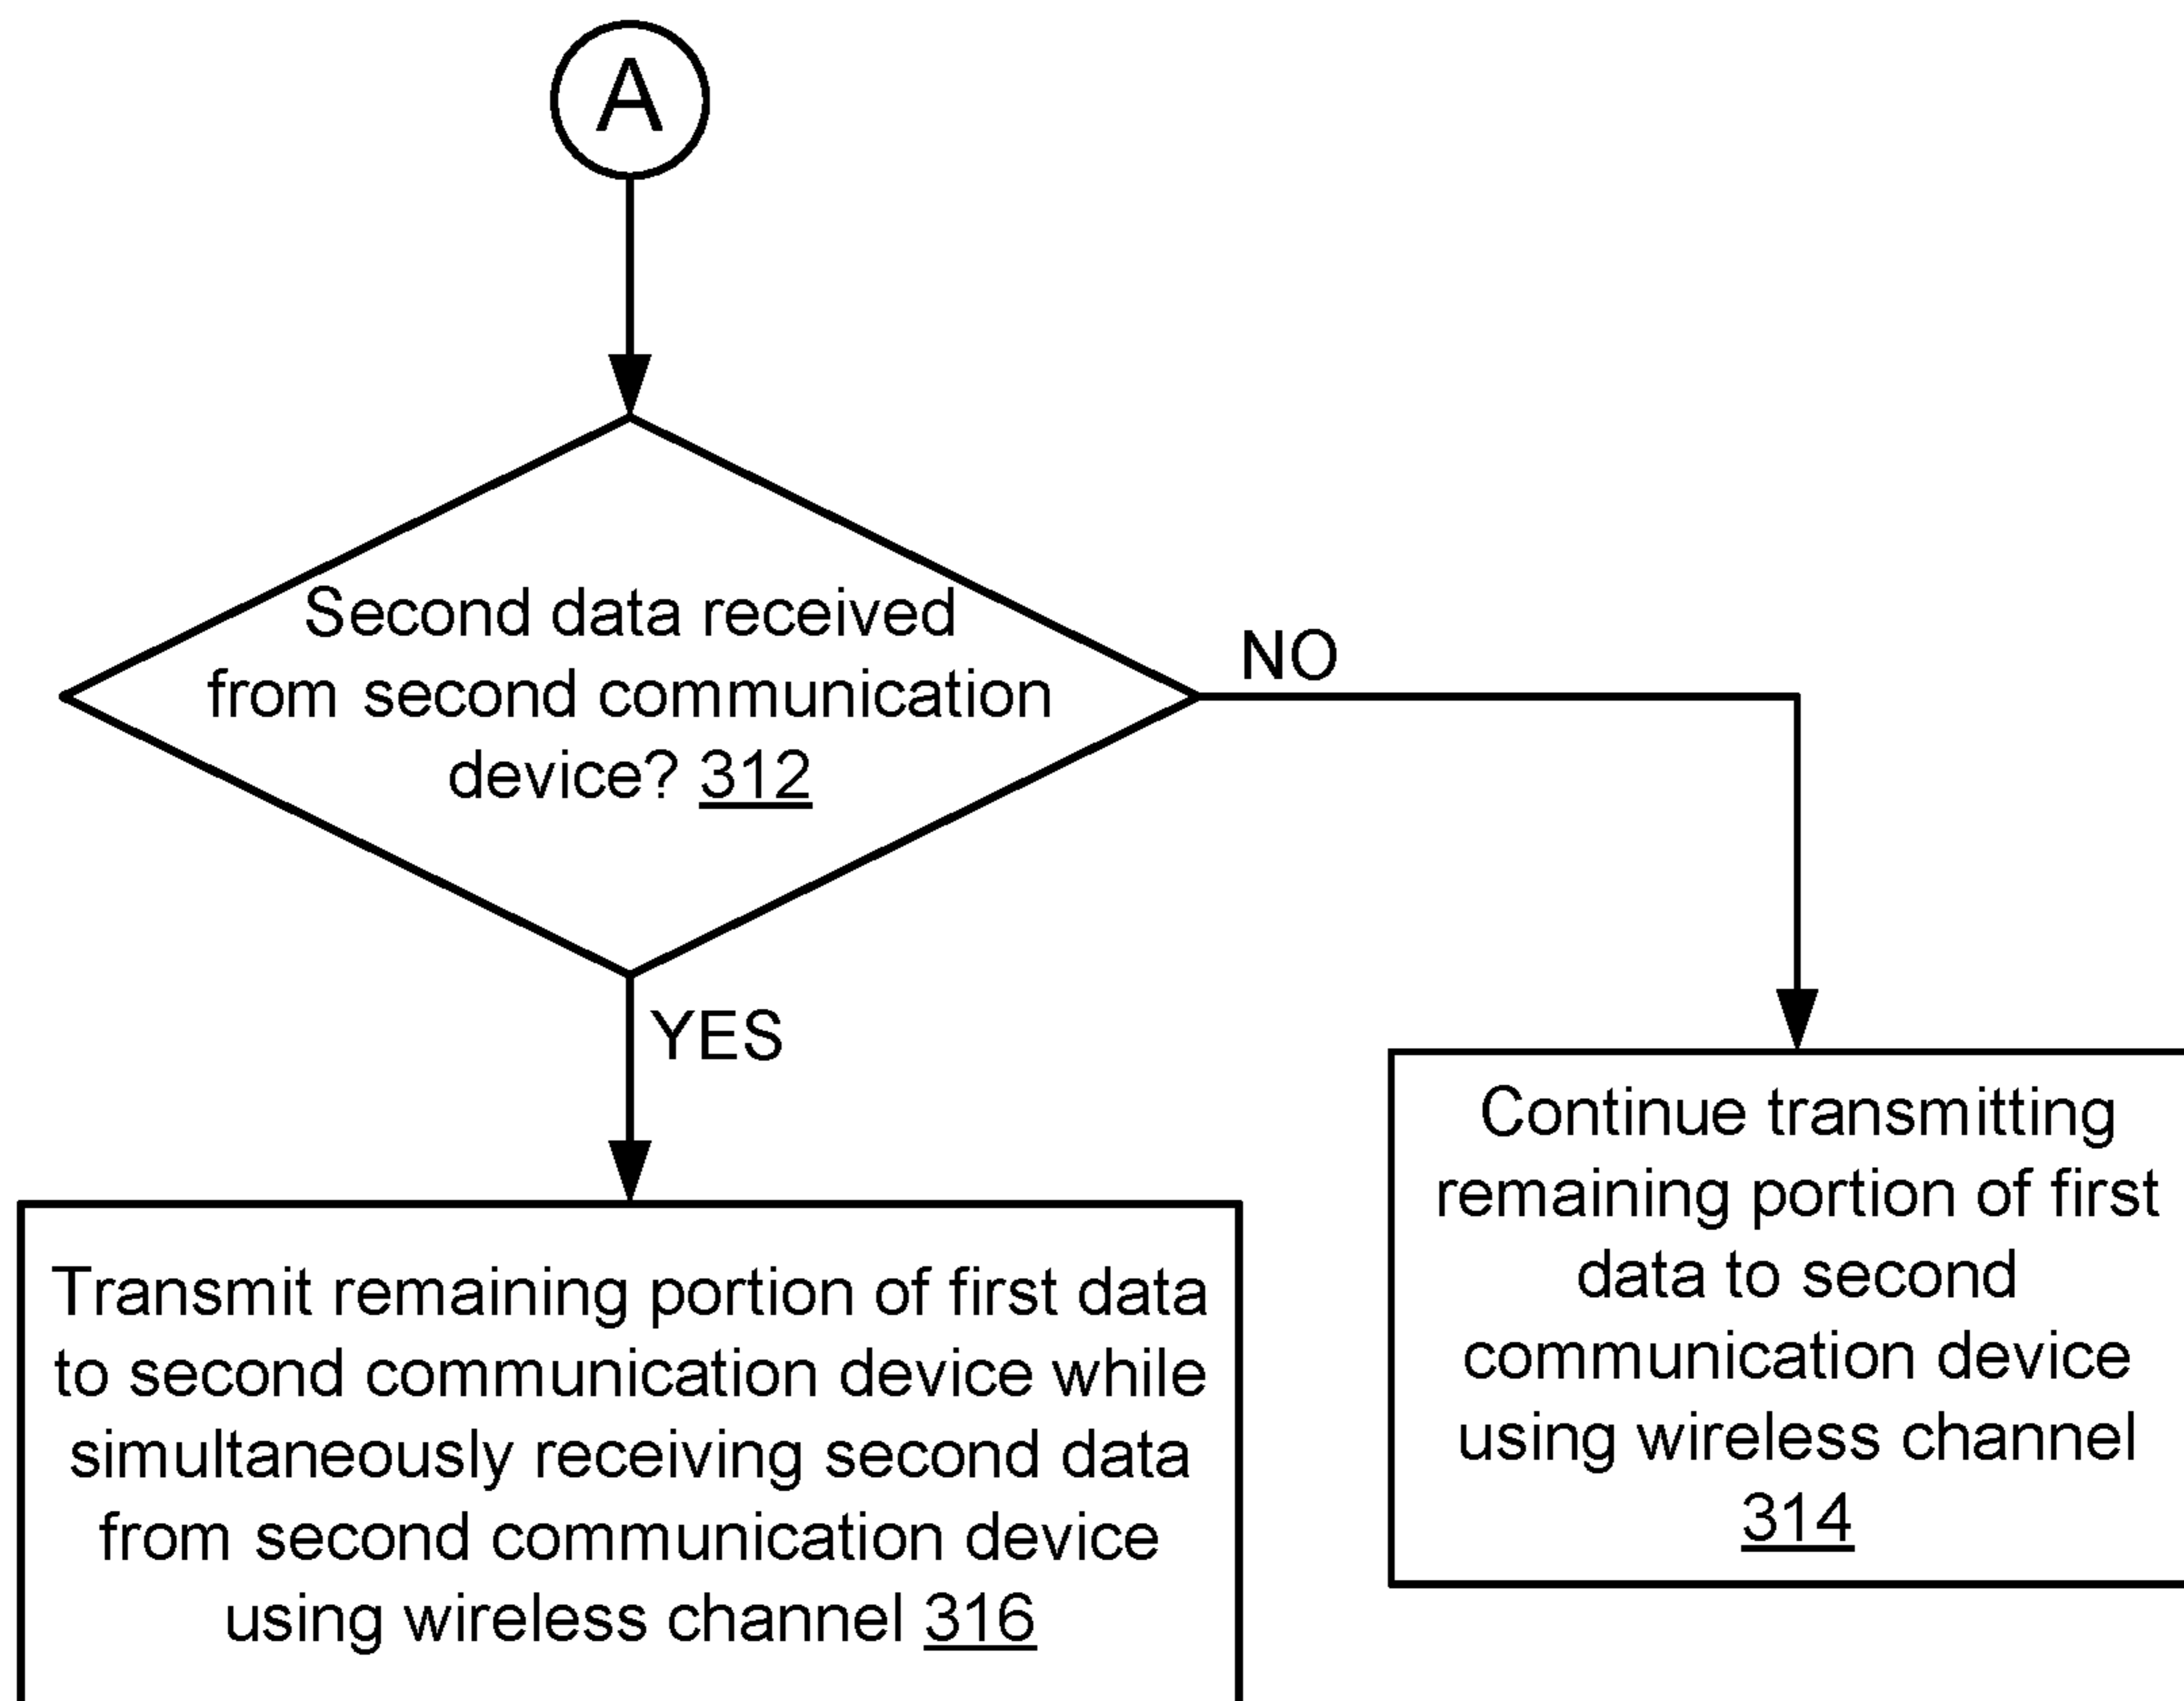 A
Second data received
from second communication
device? 312
NO
YES
Continue transmitting
remaining portion of first
data to second
communication device
using wireless channel
314
Transmit remaining portion of first data
to second communication device while
simultaneously receiving second data
from second communication device
using wireless channel 316